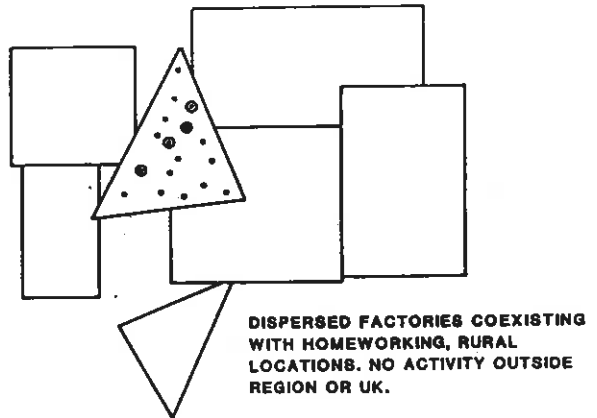 DISPERSED FACTORIES COEXISTING
WITH HOMEWORKING, RURAL
LOCATIONS. NO ACTIVITY OUTSIDE
REGION OR UK.